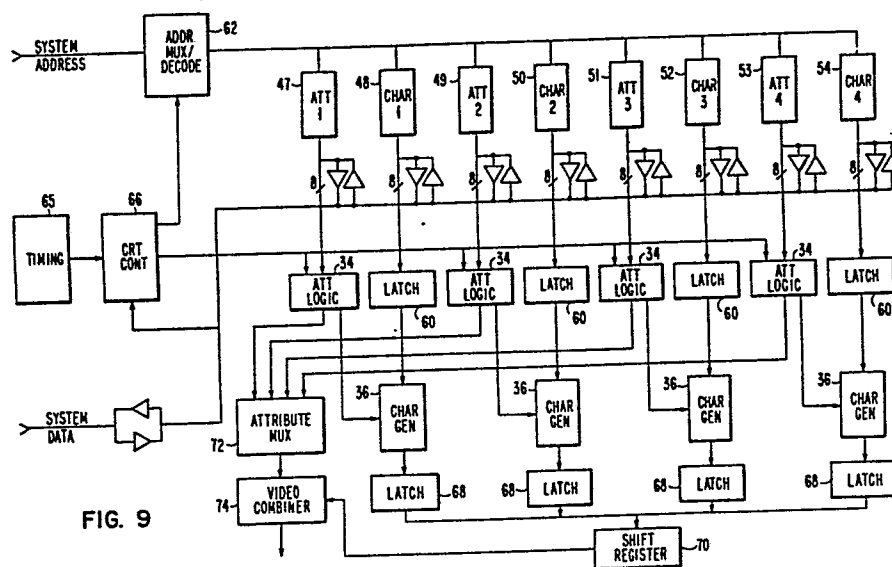 62
SYSTEM
ADDRESS
ADDR
MUX/
DECODE
47 48 49 50 51 52 53 54
ATT 1
CHAR 1
ATT 2
CHAR 2
ATT 3
CHAR 3
ATT 4
CHAR 4
8 8 8 8 8 8 8 8
65
TIMING
66
CRT
CONT
34 34 34 34
ATT
LOGIC
LATCH
ATT
LOGIC
LATCH
ATT
LOGIC
LATCH
ATT
LOGIC
LATCH
60 60 60 60
36 36 36 36
CHAR
GEN
CHAR
GEN
CHAR
GEN
CHAR
GEN
SYSTEM
DATA
ATTRIBUTE
MUX
72
LATCH 68
68 LATCH
68 LATCH
68 LATCH
74
VIDEO
COMBINER
FIG. 9
SHIFT
REGISTER
70